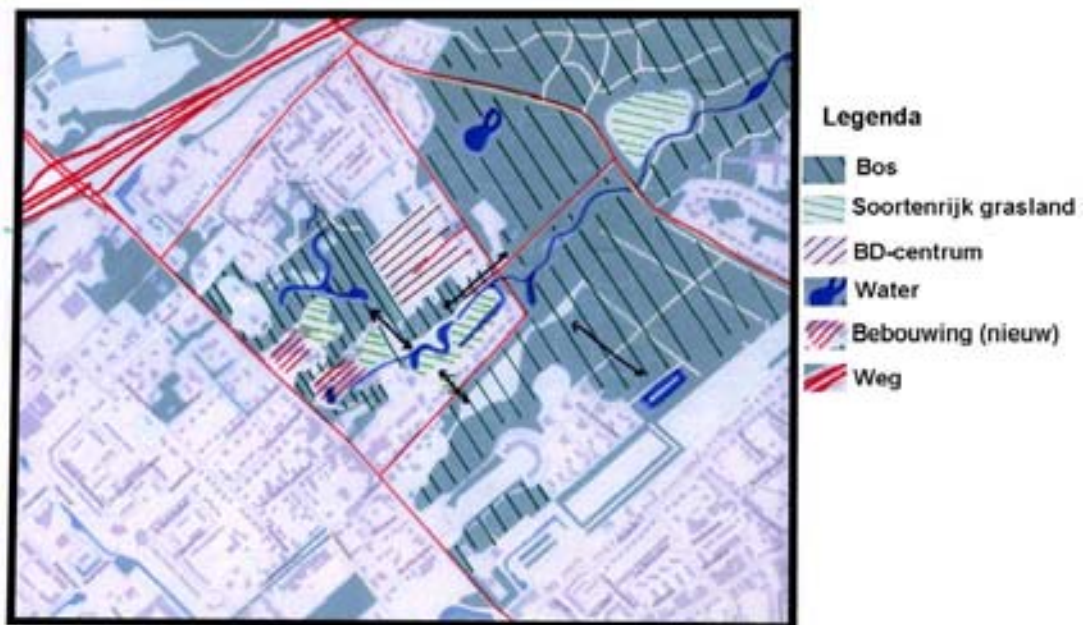 Legenda
Bos
Soortenrijk grasland
BD-centrum
Water
Bebouwing (nieuw)
Weg